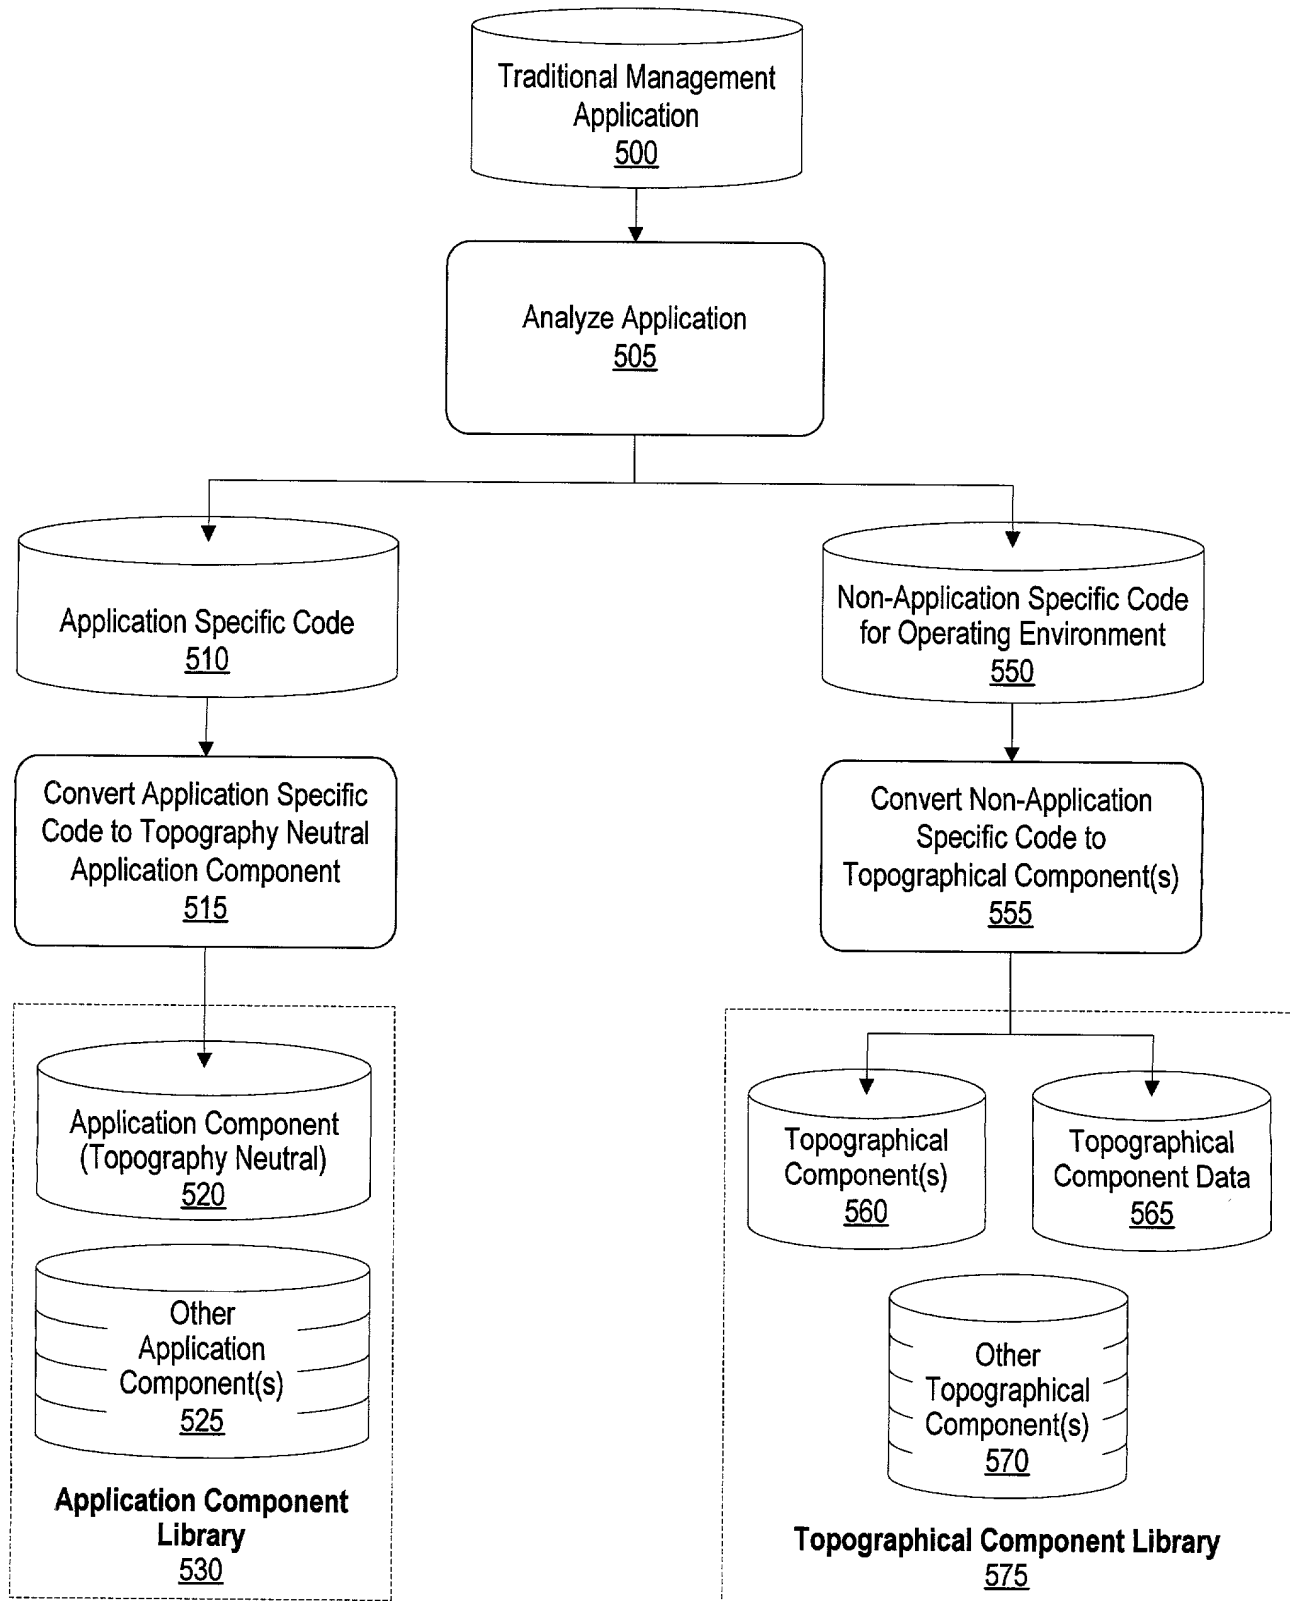 Traditional Management
Application
500
Analyze Application
505
Application Specific Code
510
Non-Application Specific Code
for Operating Environment
550
Convert Application Specific
Code to Topography Neutral
Application Component
515
Convert Non-Application
Specific Code to
Topographical Component(s)
555
Application Component
(Topography Neutral)
520
Topographical
Component(s)
560
Topographical
Component Data
565
Other
Application
Component(s)
525
Other
Topographical
Component(s)
570
Application Component
Library
530
Topographical Component Library
575